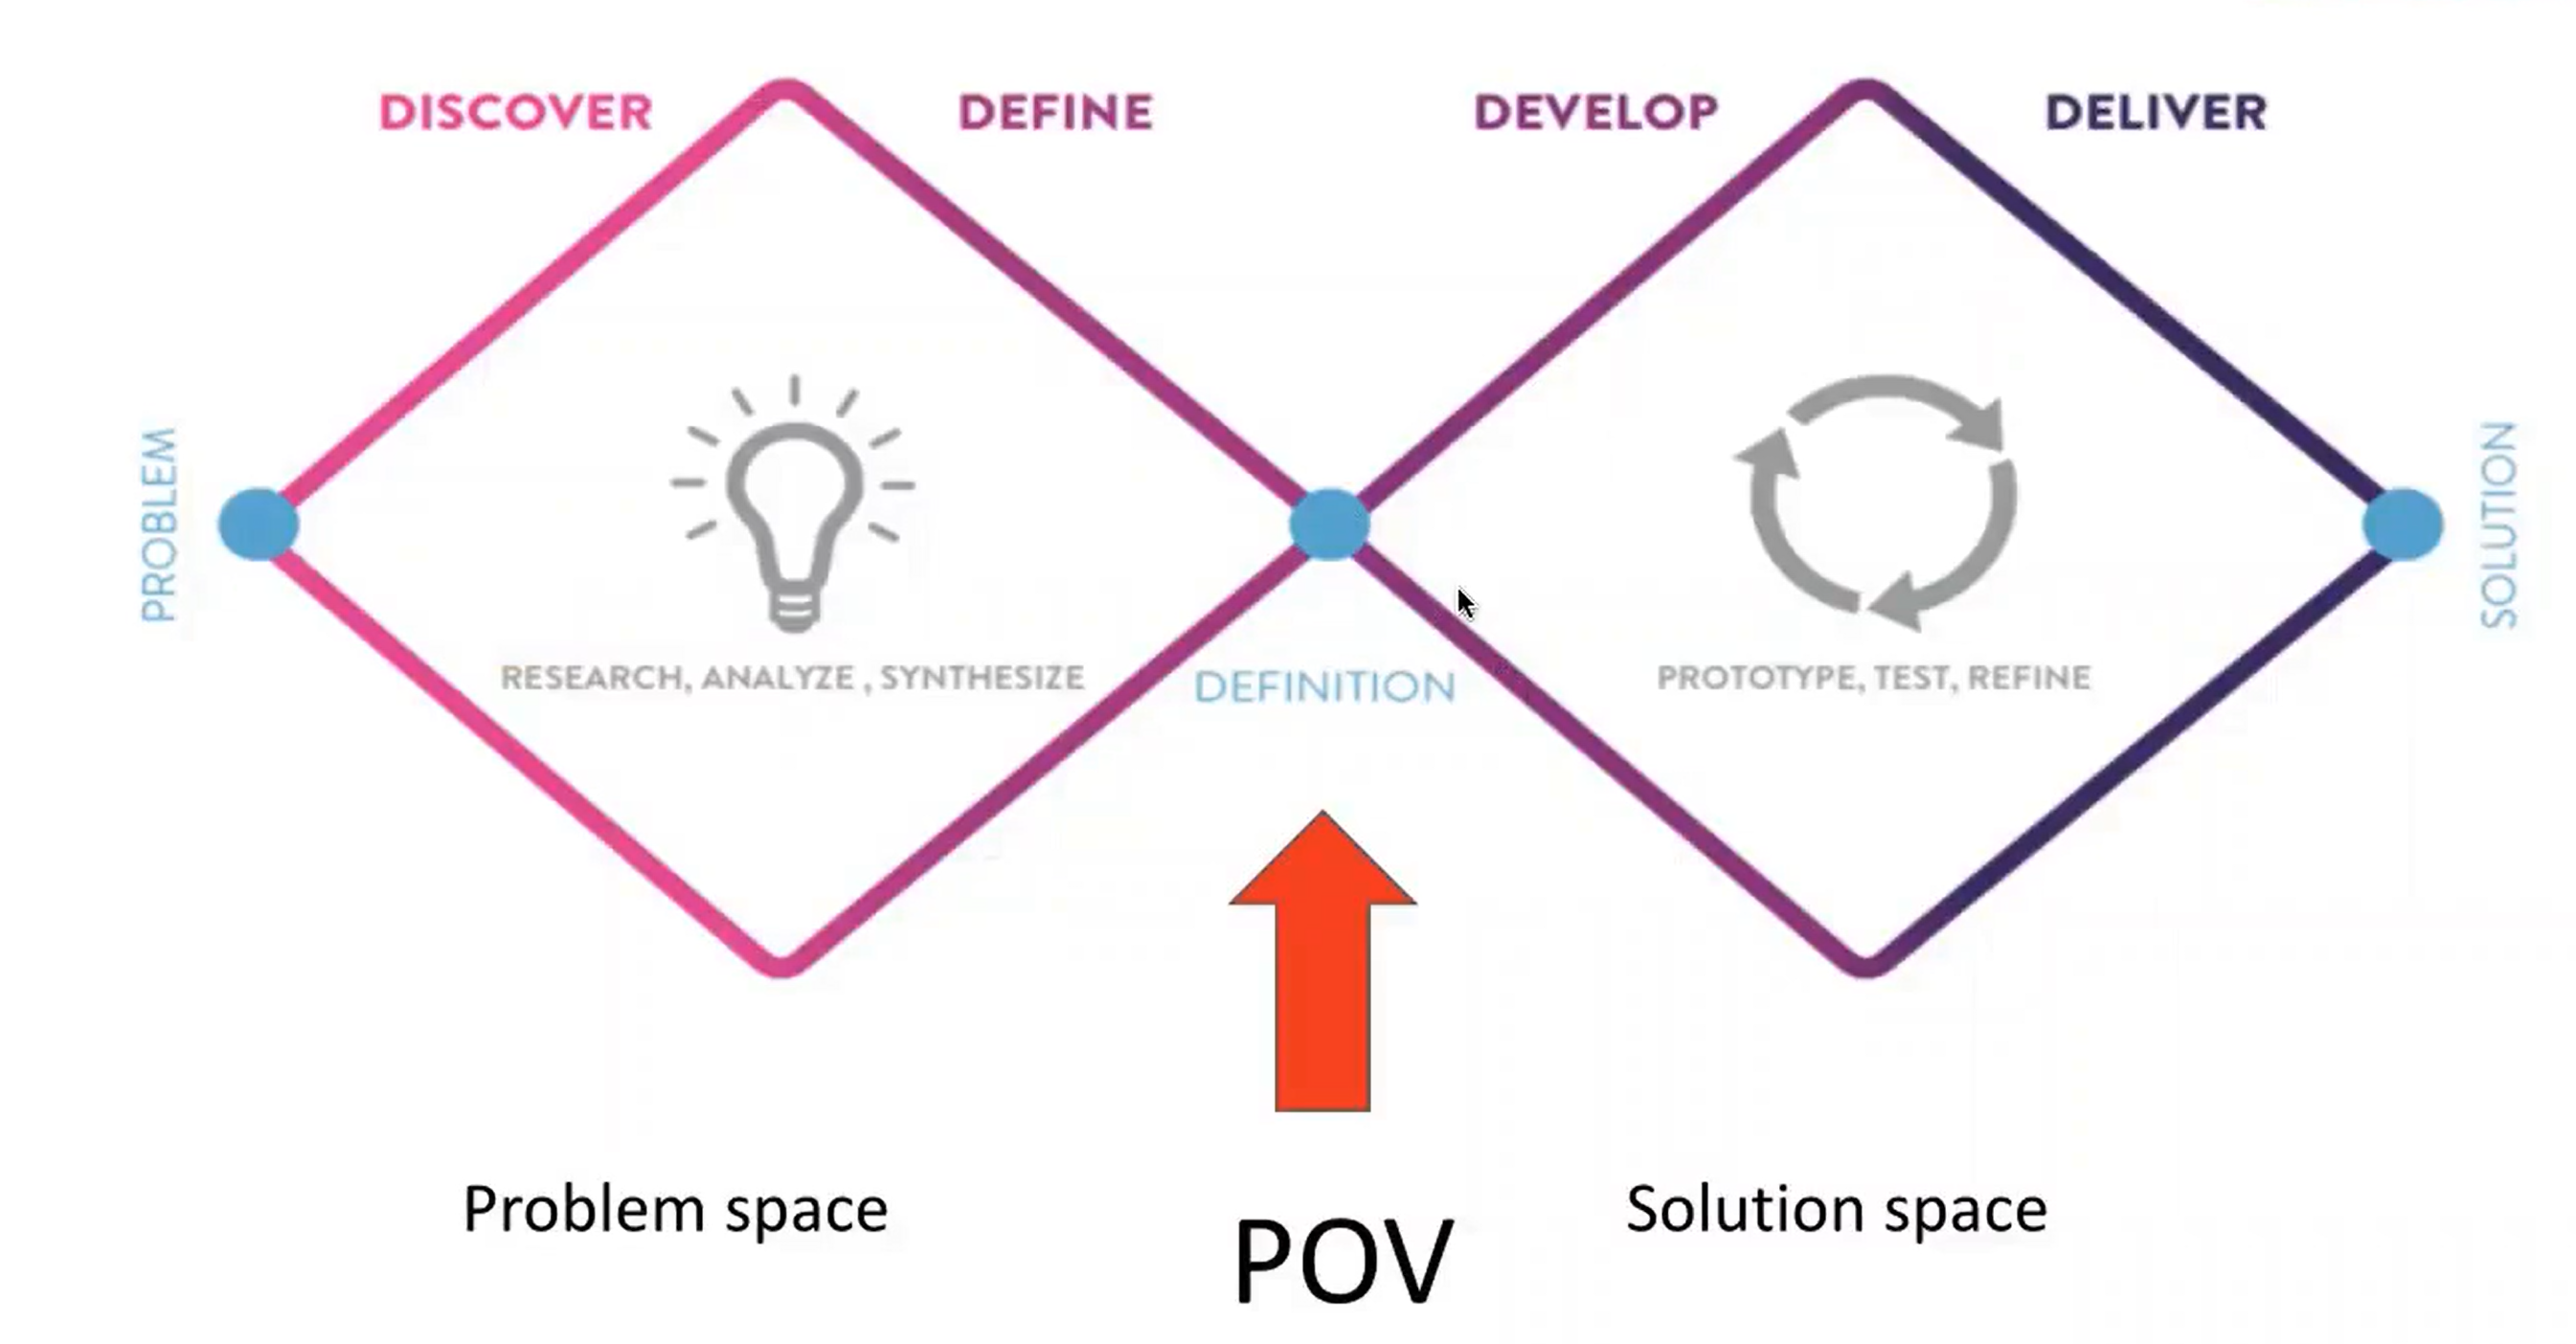 DISCOVER
DEFINE
DEVELOP
DELIVER
PROBLEM
SOLUTION
RESEARCH, ANALYZE , SYNTHESIZE
DEFINITION
PROTOTYPE, TEST, REFINE
Problem space
POV
Solution space